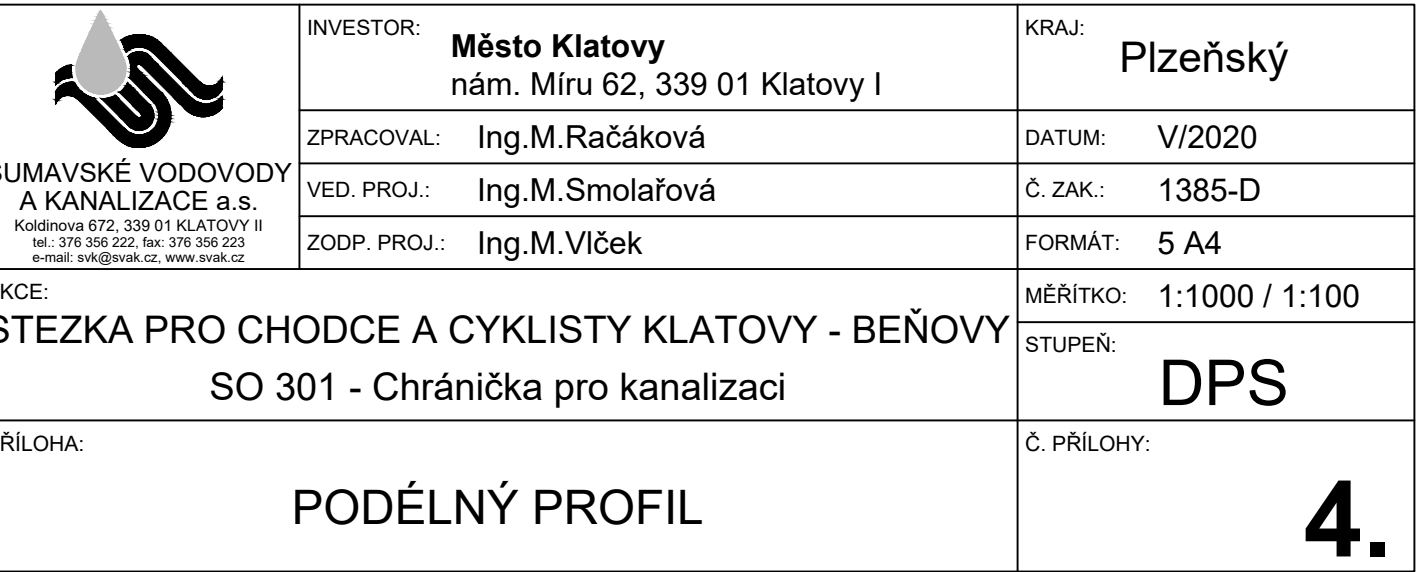 UMAVSKÉ VODOVODY
A KANALIZACE a.s.
Koldinova 672, 339 01 KLATOVY II
tel.: 376 356 222, fax: 376 356 223
e-mail: svk@svak.cz, www.svak.cz
INVESTOR:
Město Klatovy
nám. Míru 62, 339 01 Klatovy I
KRAJ:
Plzeňský
ZPRACOVAL: Ing.M.Račáková
DATUM: V/2020
VED. PROJ.: Ing.M.Smolařová
Č. ZAK.: 1385-D
ZODP. PROJ.: Ing.M.Vlček
FORMÁT: 5 A4
KCE:
STEZKA PRO CHODCE A CYKLISTY KLATOVY - BEŇOVY
SO 301 - Chránička pro kanalizaci
MĚŘÍTKO: 1:1000 / 1:100
STUPEŇ:
DPS
ŘÍLOHA:
PODÉLNÝ PROFIL
Č. PŘÍLOHY:
4.